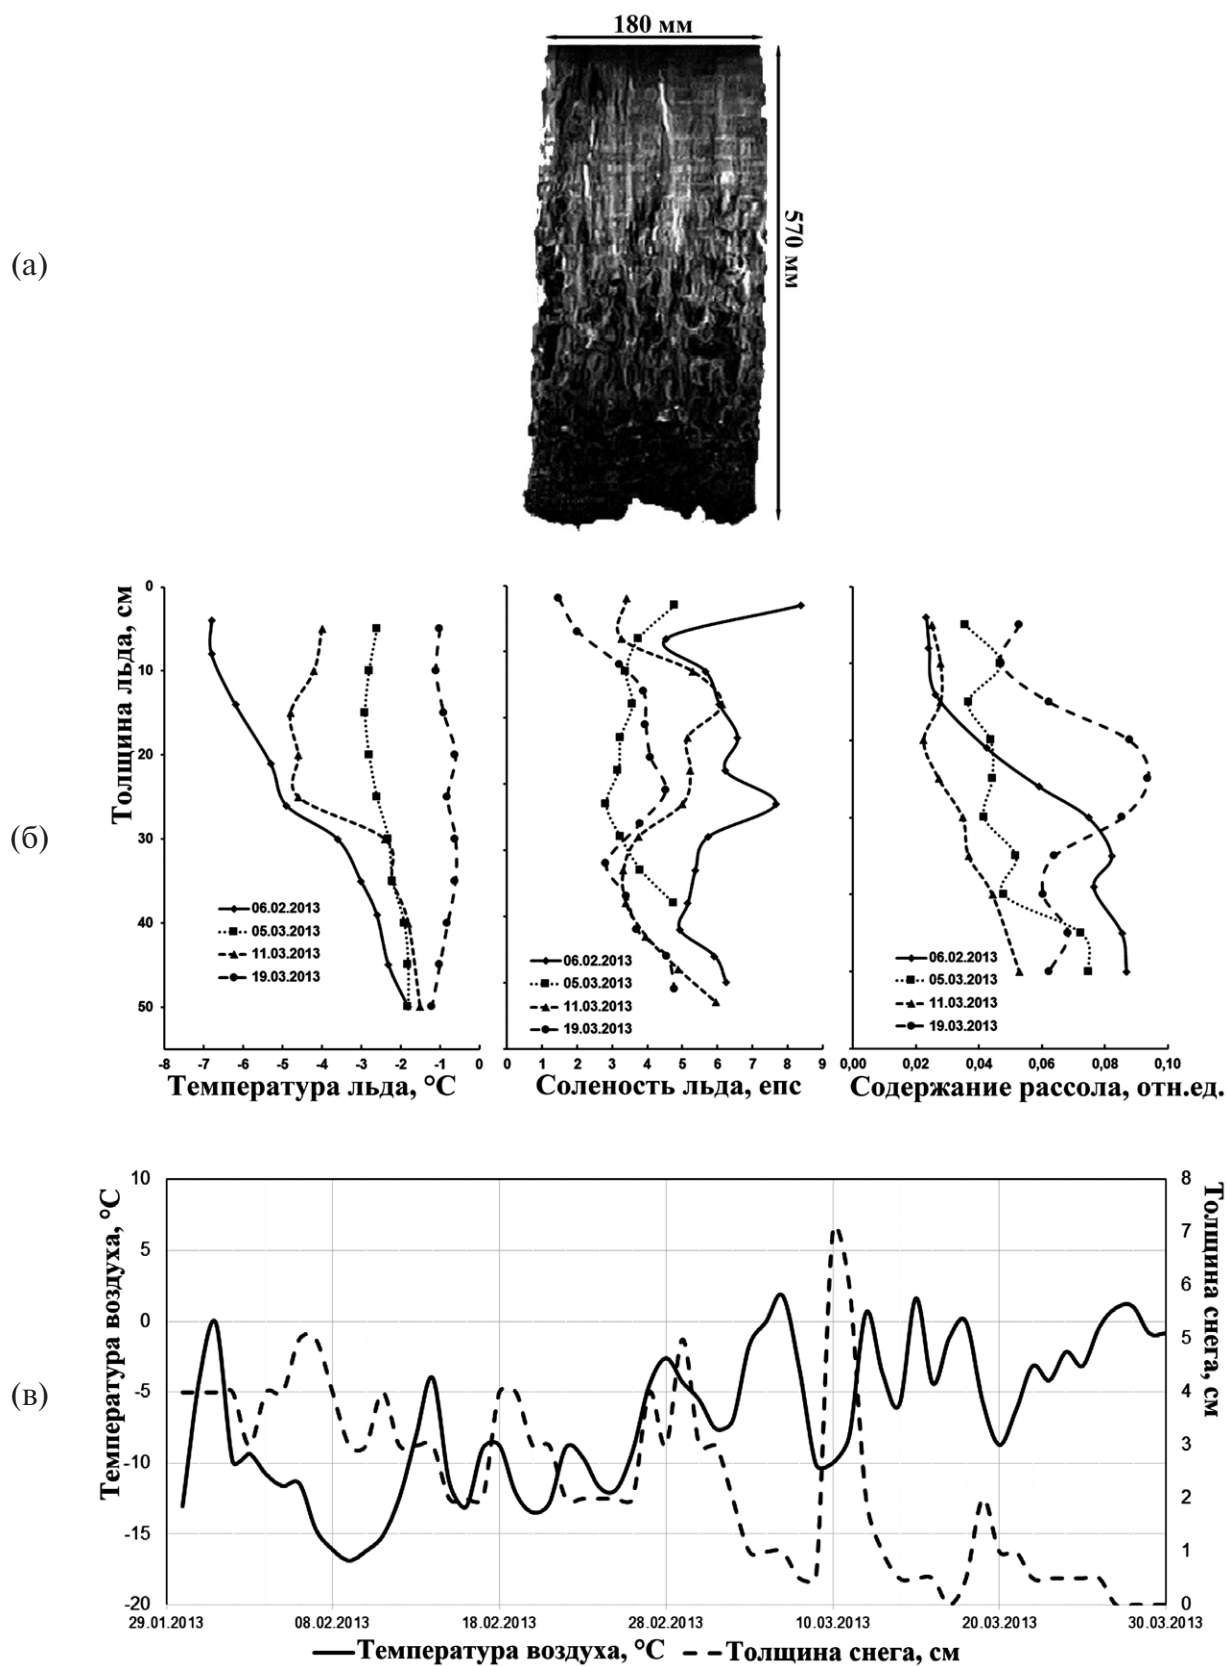 180 мм
570 мм
(а)
Толщина льда, см
0
10
20
30
40
50
06.02.2013
05.03.2013
11.03.2013
19.03.2013
-8 -7 -6 -5 -4 -3 -2 -1 0
Температура льда, °С
06.02.2013
05.03.2013
11.03.2013
19.03.2013
0 1 2 3 4 5 6 7 8 9
Соленость льда, епс
06.02.2013
05.03.2013
11.03.2013
19.03.2013
0,00 0,02 0,04 0,06 0,08 0,10
Содержание рассола, отн.ед.
(б)
Температура воздуха, °С
10
5
0
-5
-10
-15
-20
8
7
6
5
4
3
2
1
0
Толщина снега, см
(в)
29.01.2013 08.02.2013 18.02.2013 28.02.2013 10.03.2013 20.03.2013 30.03.2013
Температура воздуха, °С Толщина снега, см